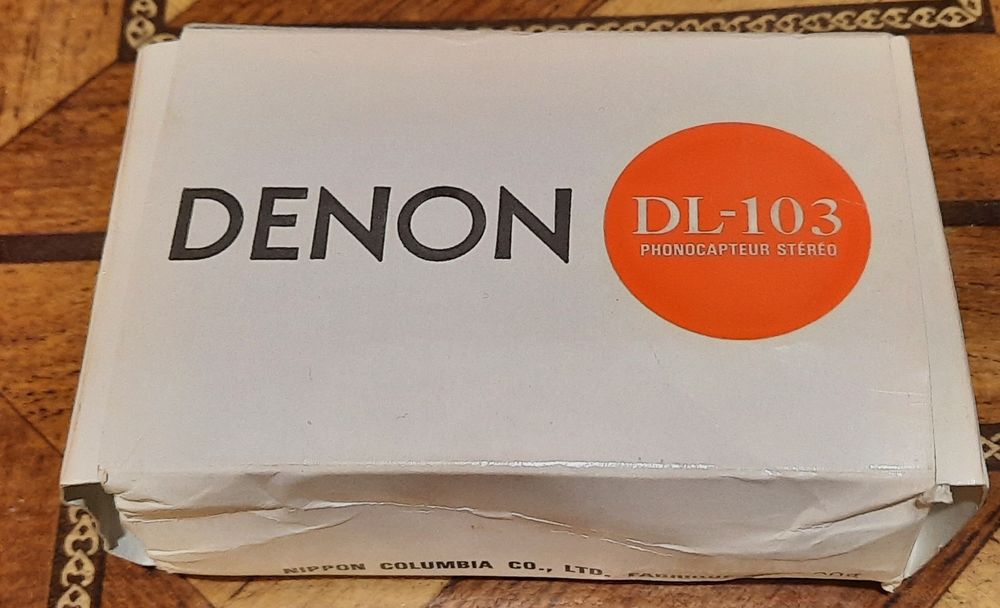 DENON
DL-103
PHONOCAPTEUR STÉRÉO
NIPPON COLUMBIA CO., LTD.